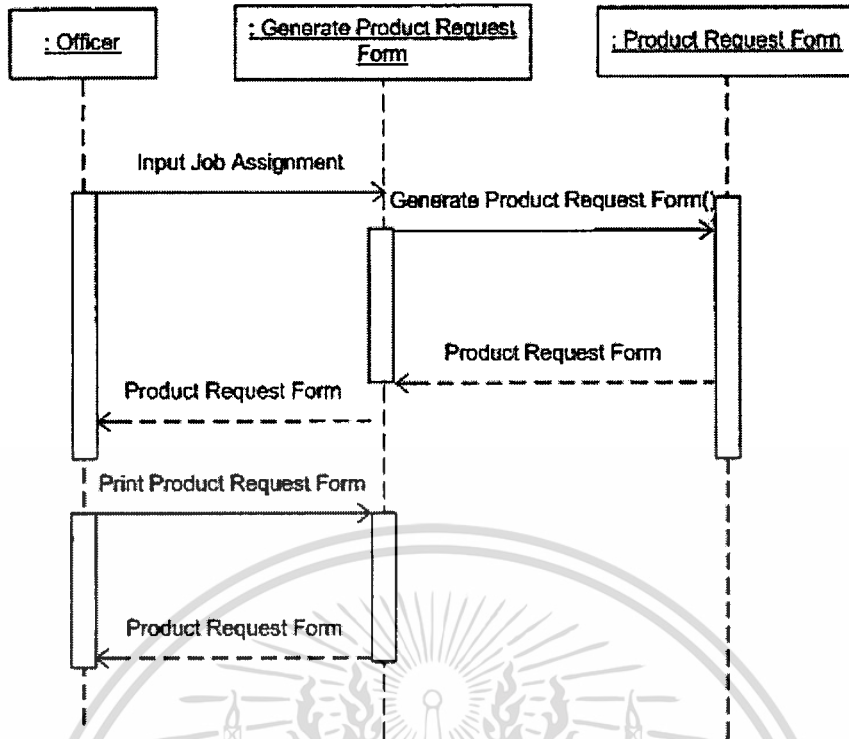 : Officer
: Generate Product Request
Form
: Product Request Form
Input Job Assignment
Generate Product Request Form()
Product Request Form
Product Request Form
Print Product Request Form
Product Request Form